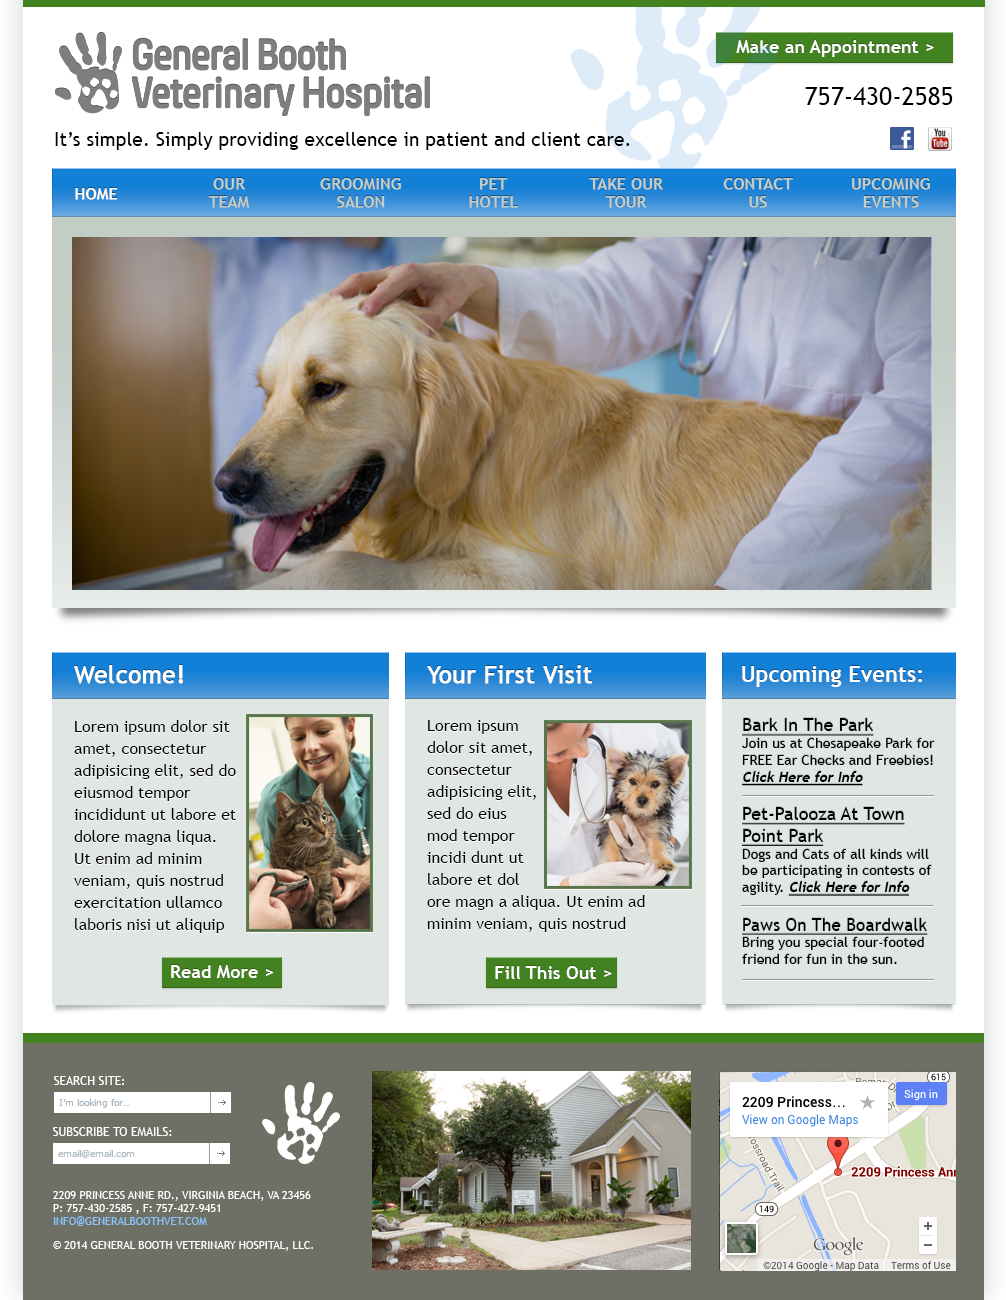 General Booth
Veterinary Hospital
Make an Appointment >
757-430-2585
It's simple. Simply providing excellence in patient and client care.
f
You
Tube
HOME
OUR
TEAM
GROOMING
SALON
PET
HOTEL
TAKE OUR
TOUR
CONTACT
US
UPCOMING
EVENTS
Welcome!
Lorem ipsum dolor sit
amet, consectetur
adipisicing elit, sed do
eiusmod tempor
incididunt ut labore et
dolore magna liqua.
Ut enim ad minim
veniam, quis nostrud
exercitation ullamco
laboris nisi ut aliquip
Read More >
Your First Visit
Lorem ipsum
dolor sit amet,
consectetur
adipisicing elit,
sed do eius
mod tempor
incidi dunt ut
labore et dol
ore magn a aliqua. Ut enim ad
minim veniam, quis nostrud
Fill This Out >
Upcoming Events:
Bark In The Park
Join us at Chesapeake Park for
FREE Ear Checks and Freebies!
Click Here for Info
Pet-Palooza At Town
Point Park
Dogs and Cats of all kinds will
be participating in contests of
agility. Click Here for Info
Paws On The Boardwalk
Bring you special four-footed
friend for fun in the sun.
SEARCH SITE:
I'm looking for...
SUBSCRIBE TO EMAILS:
email@email.com
2209 PRINCESS ANNE RD., VIRGINIA BEACH, VA 23456
P: 757-430-2585 , F: 757-427-9451
INFO@GENERALBOOTHVET.COM
© 2014 GENERAL BOOTH VETERINARY HOSPITAL, LLC.
615
Sign in
2209 Princess...
View on Google Maps
2209 Princess Ann
ossroad Trail
149
+
−
Google
©2014 Google - Map Data
Terms of Use